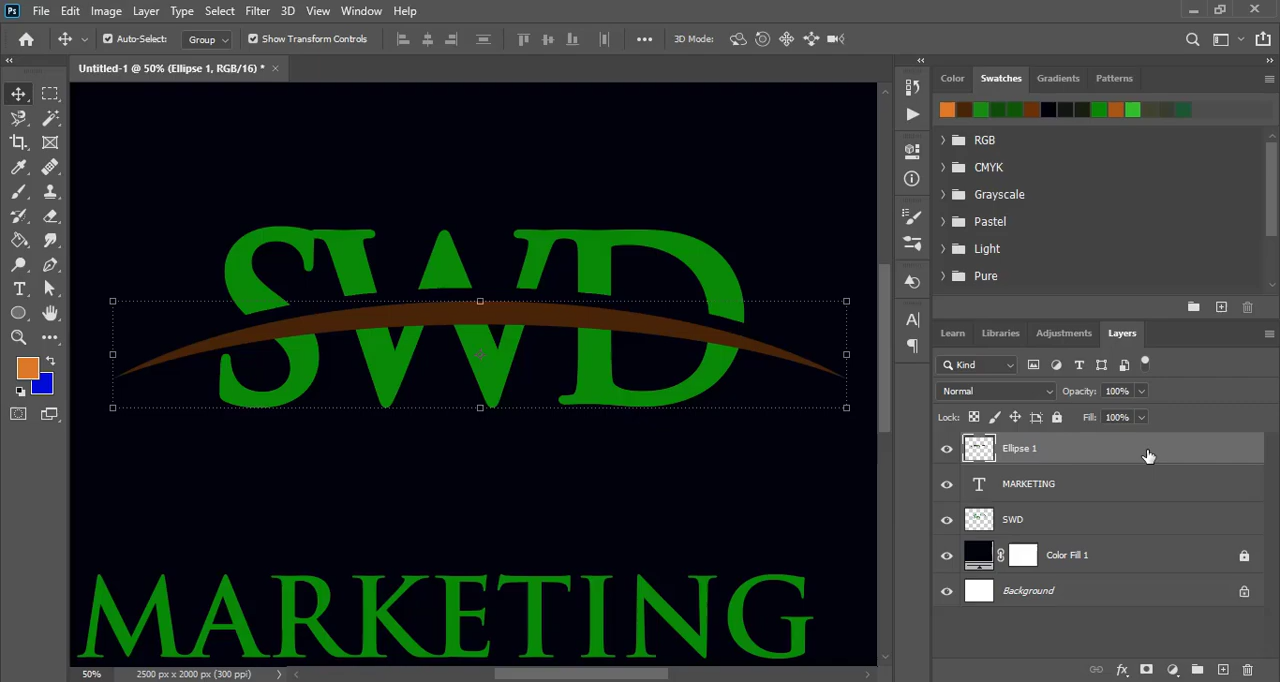 Ps File Edit Image Layer Type Select Filter 3D View Window Help
Auto-Select: Group Show Transform Controls 3D Mode:
Untitled-1 @ 50% (Ellipse 1, RGB/16) *
Color Swatches Gradients Patterns
RGB
CMYK
Grayscale
Pastel
Light
Pure
SWD
MARKETING
Learn Libraries Adjustments Layers
Kind
Normal Opacity: 100%
Lock: Fill: 100%
Ellipse 1
MARKETING
SWD
Color Fill 1
Background
50% 2500 px x 2000 px (300 ppi)